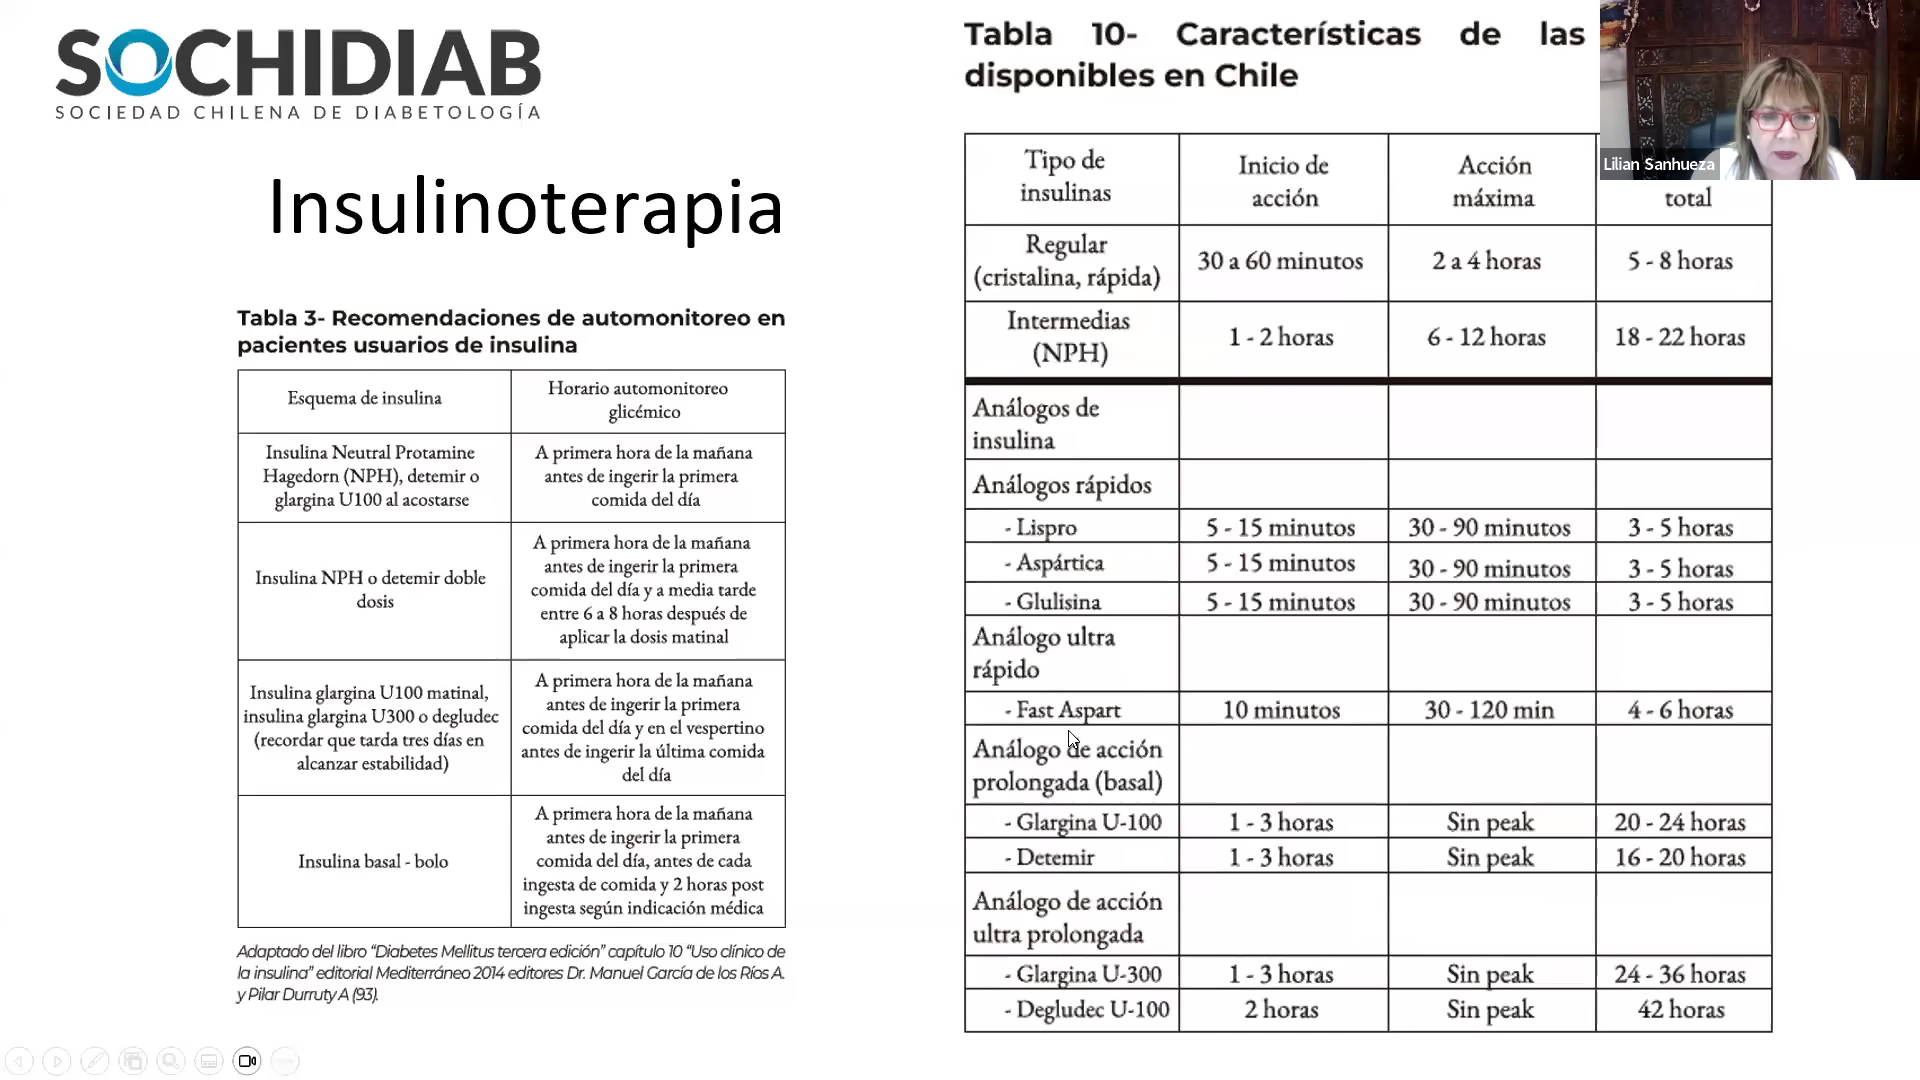 SOCHIDIAB
SOCIEDAD CHILENA DE DIABETOLOGÍA
Insulinoterapia
Tabla 3- Recomendaciones de automonitoreo en
pacientes usuarios de insulina
Esquema de insulina
Horario automonitoreo
glicémico
Insulina Neutral Protamine
Hagedorn (NPH), detemir o
glargina U100 al acostarse
A primera hora de la mañana
antes de ingerir la primera
comida del día
Insulina NPH o detemir doble
dosis
A primera hora de la mañana
antes de ingerir la primera
comida del día y a media tarde
entre 6 a 8 horas después de
aplicar la dosis matinal
Insulina glargina U100 matinal,
insulina glargina U300 o degludec
(recordar que tarda tres días en
alcanzar estabilidad)
A primera hora de la mañana
antes de ingerir la primera
comida del día y en el vespertino
antes de ingerir la última comida
del día
Insulina basal - bolo
A primera hora de la mañana
antes de ingerir la primera
comida del día, antes de cada
ingesta de comida y 2 horas post
ingesta según indicación médica
Adaptado del libro “Diabetes Mellitus tercera edición” capítulo 10 “Uso clínico de
la insulina” editorial Mediterráneo 2014 editores Dr. Manuel García de los Ríos A.
y Pilar Durruty A (93).
Tabla 10- Características de las
disponibles en Chile
Lilian Sanhueza
Tipo de
insulinas
Inicio de
acción
Acción
máxima
total
Regular
(cristalina, rápida)
30 a 60 minutos
2 a 4 horas
5 - 8 horas
Intermedias
(NPH)
1 - 2 horas
6 - 12 horas
18 - 22 horas
Análogos de
insulina
Análogos rápidos
- Lispro
5 - 15 minutos
30 - 90 minutos
3 - 5 horas
- Aspártica
5 - 15 minutos
30 - 90 minutos
3 - 5 horas
- Glulisina
5 - 15 minutos
30 - 90 minutos
3 - 5 horas
Análogo ultra
rápido
- Fast Aspart
10 minutos
30 - 120 min
4 - 6 horas
Análogo de acción
prolongada (basal)
- Glargina U-100
1 - 3 horas
Sin peak
20 - 24 horas
- Detemir
1 - 3 horas
Sin peak
16 - 20 horas
Análogo de acción
ultra prolongada
- Glargina U-300
1 - 3 horas
Sin peak
24 - 36 horas
- Degludec U-100
2 horas
Sin peak
42 horas